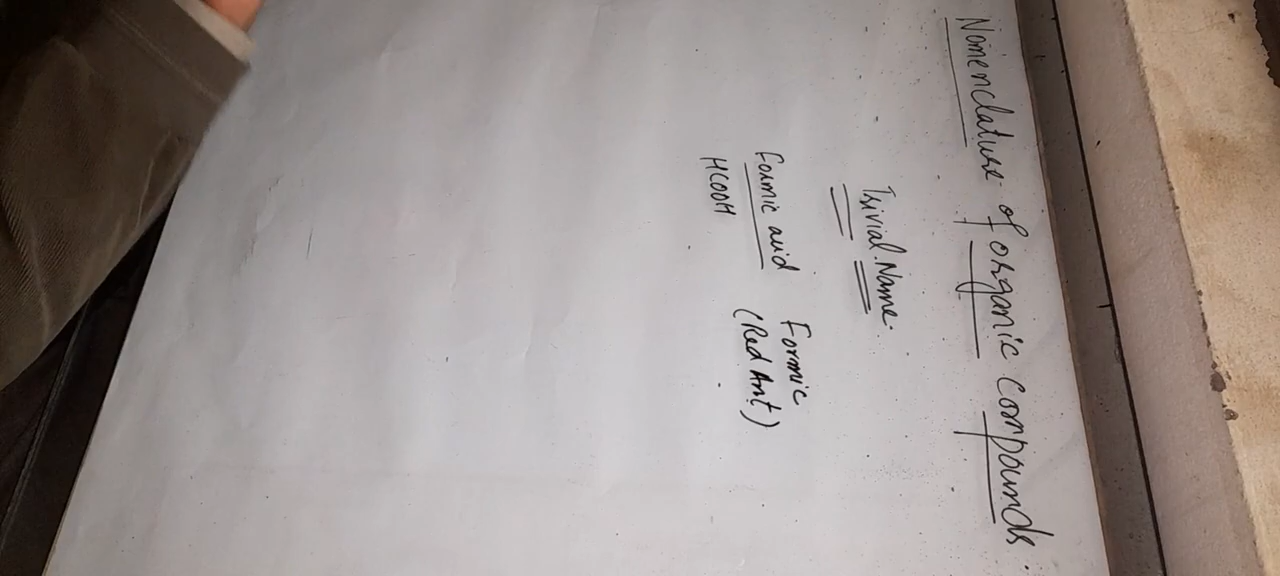 Nomenclature of organic compounds.
Trivial Name.
Formic acid Formic
HCOOH (Red Ant)